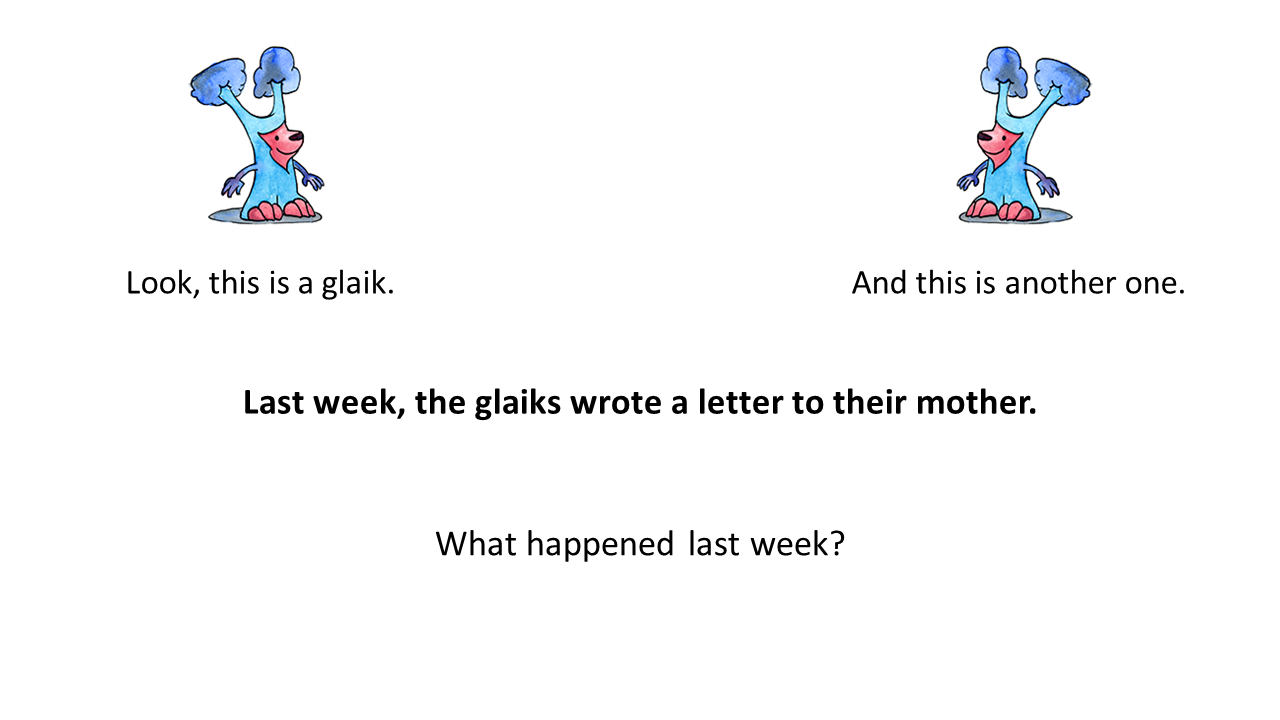 Look, this is a glaik.
And this is another one.
Last week, the glaiks wrote a letter to their mother.
What happened last week?